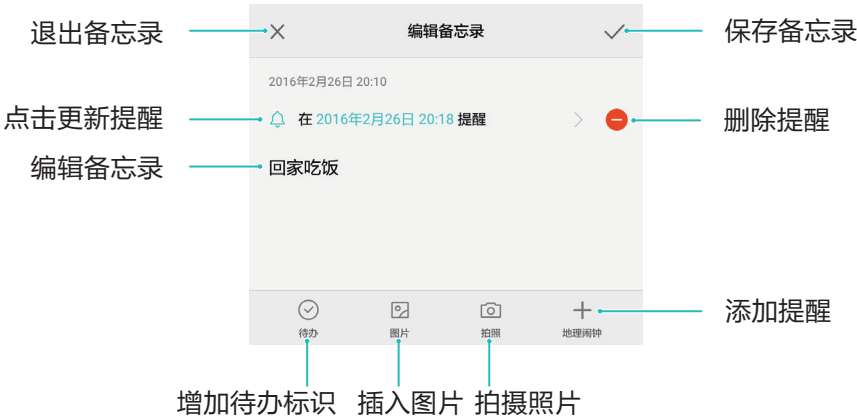 退出备忘录
编辑备忘录
保存备忘录
2016年2月26日 20:10
点击更新提醒
在 2016年2月26日 20:18 提醒
删除提醒
编辑备忘录
回家吃饭
待办
图片
拍照
地理闹钟
添加提醒
增加待办标识
插入图片
拍摄照片